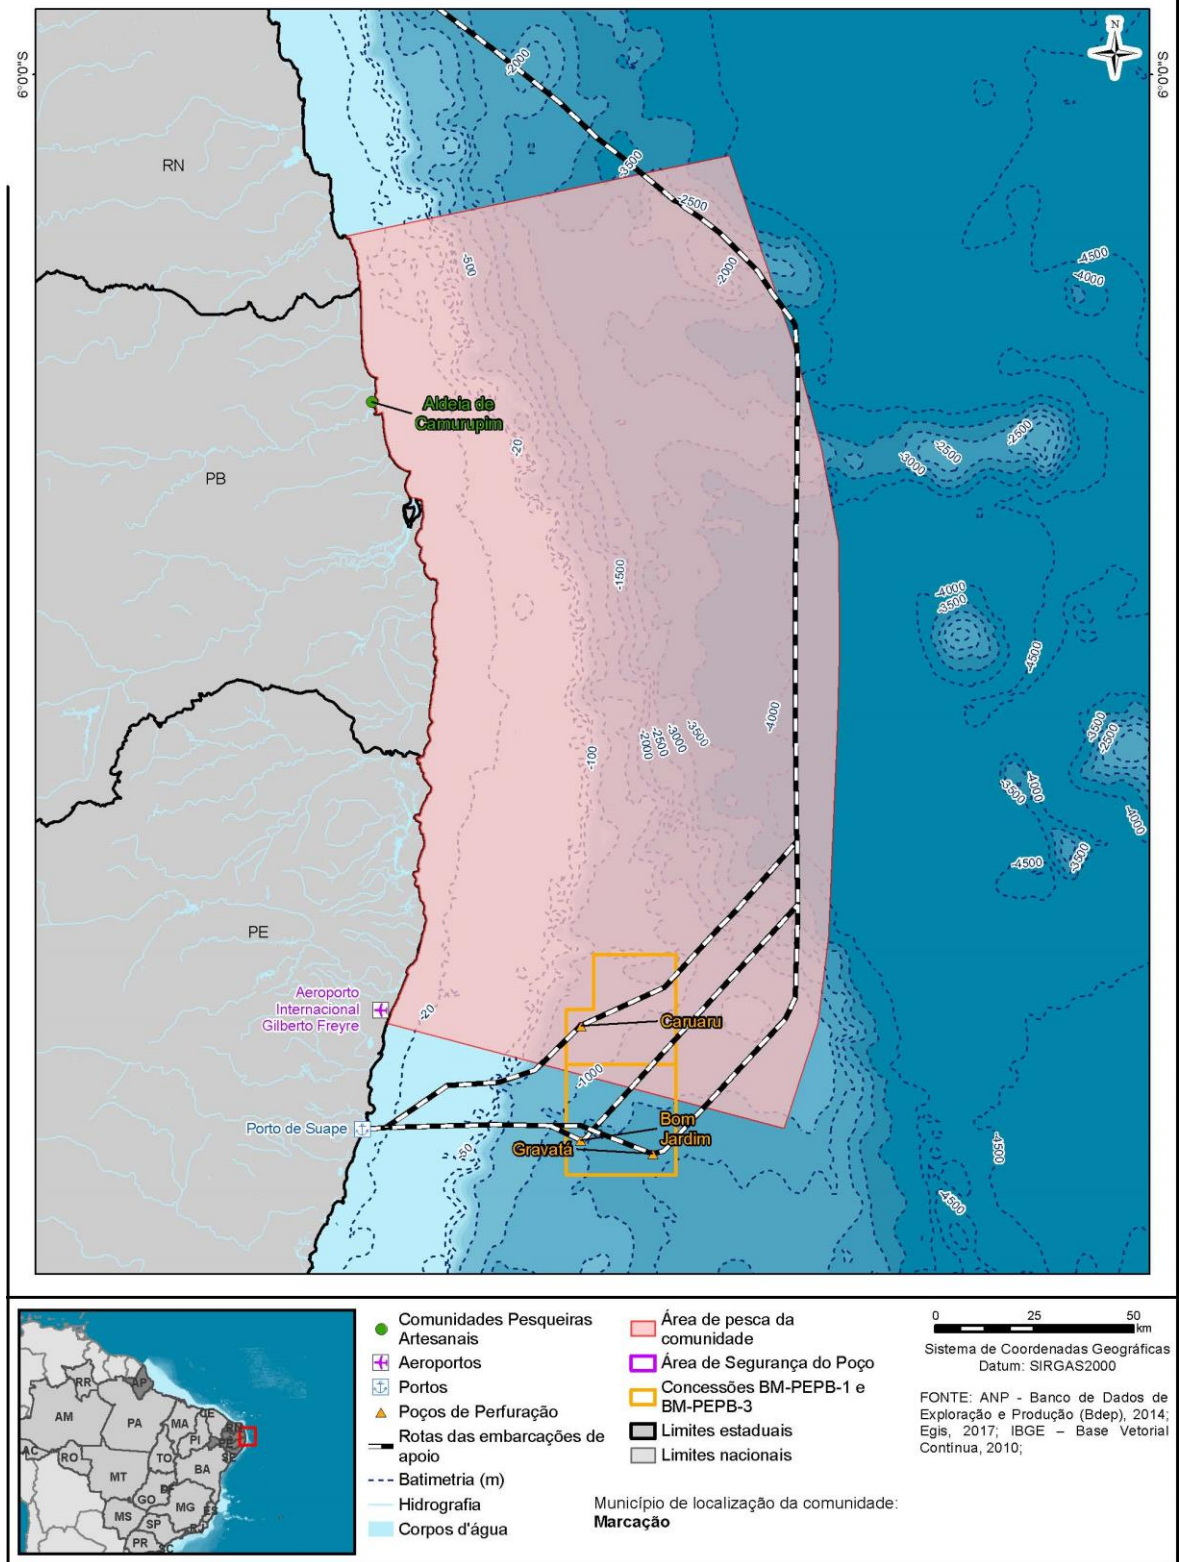 N
6°0'0"S
6°0'0"S
-2000
-3500
-2500
-2000
-500
RN
-4500
-4000
Aldeia de
Camurupim
-20
-2500
-2500
-3000
PB
-1500
-4000
-3500
-4500
-4000
-3500
-3000
-2500
-2000
-100
-3500
-2500
-4000
-3500
-4000
-4500
-3500
PE
Aeroporto
Internacional
Gilberto Freyre
-20
Caruaru
-1000
Porto de Suape
Bom
Jardim
Gravatá
-50
-4500
-4500
Comunidades Pesqueiras
Artesanais
Aeroportos
Portos
Poços de Perfuração
Rotas das embarcações de
apoio
Batimetria (m)
Hidrografia
Corpos d'água
Área de pesca da
comunidade
Área de Segurança do Poço
Concessões BM-PEPB-1 e
BM-PEPB-3
Limites estaduais
Limites nacionais
Município de localização da comunidade:
Marcação
0 25 50
km
Sistema de Coordenadas Geográficas
Datum: SIRGAS2000
FONTE: ANP - Banco de Dados de
Exploração e Produção (Bdep), 2014;
Egis, 2017; IBGE – Base Vetorial
Contínua, 2010;
RR
AP
AM
PA
MA
CE
PI
PE
AC
RO
TO
SE
MT
BA
GO
MG
ES
MS
SP
RJ
PR
SC